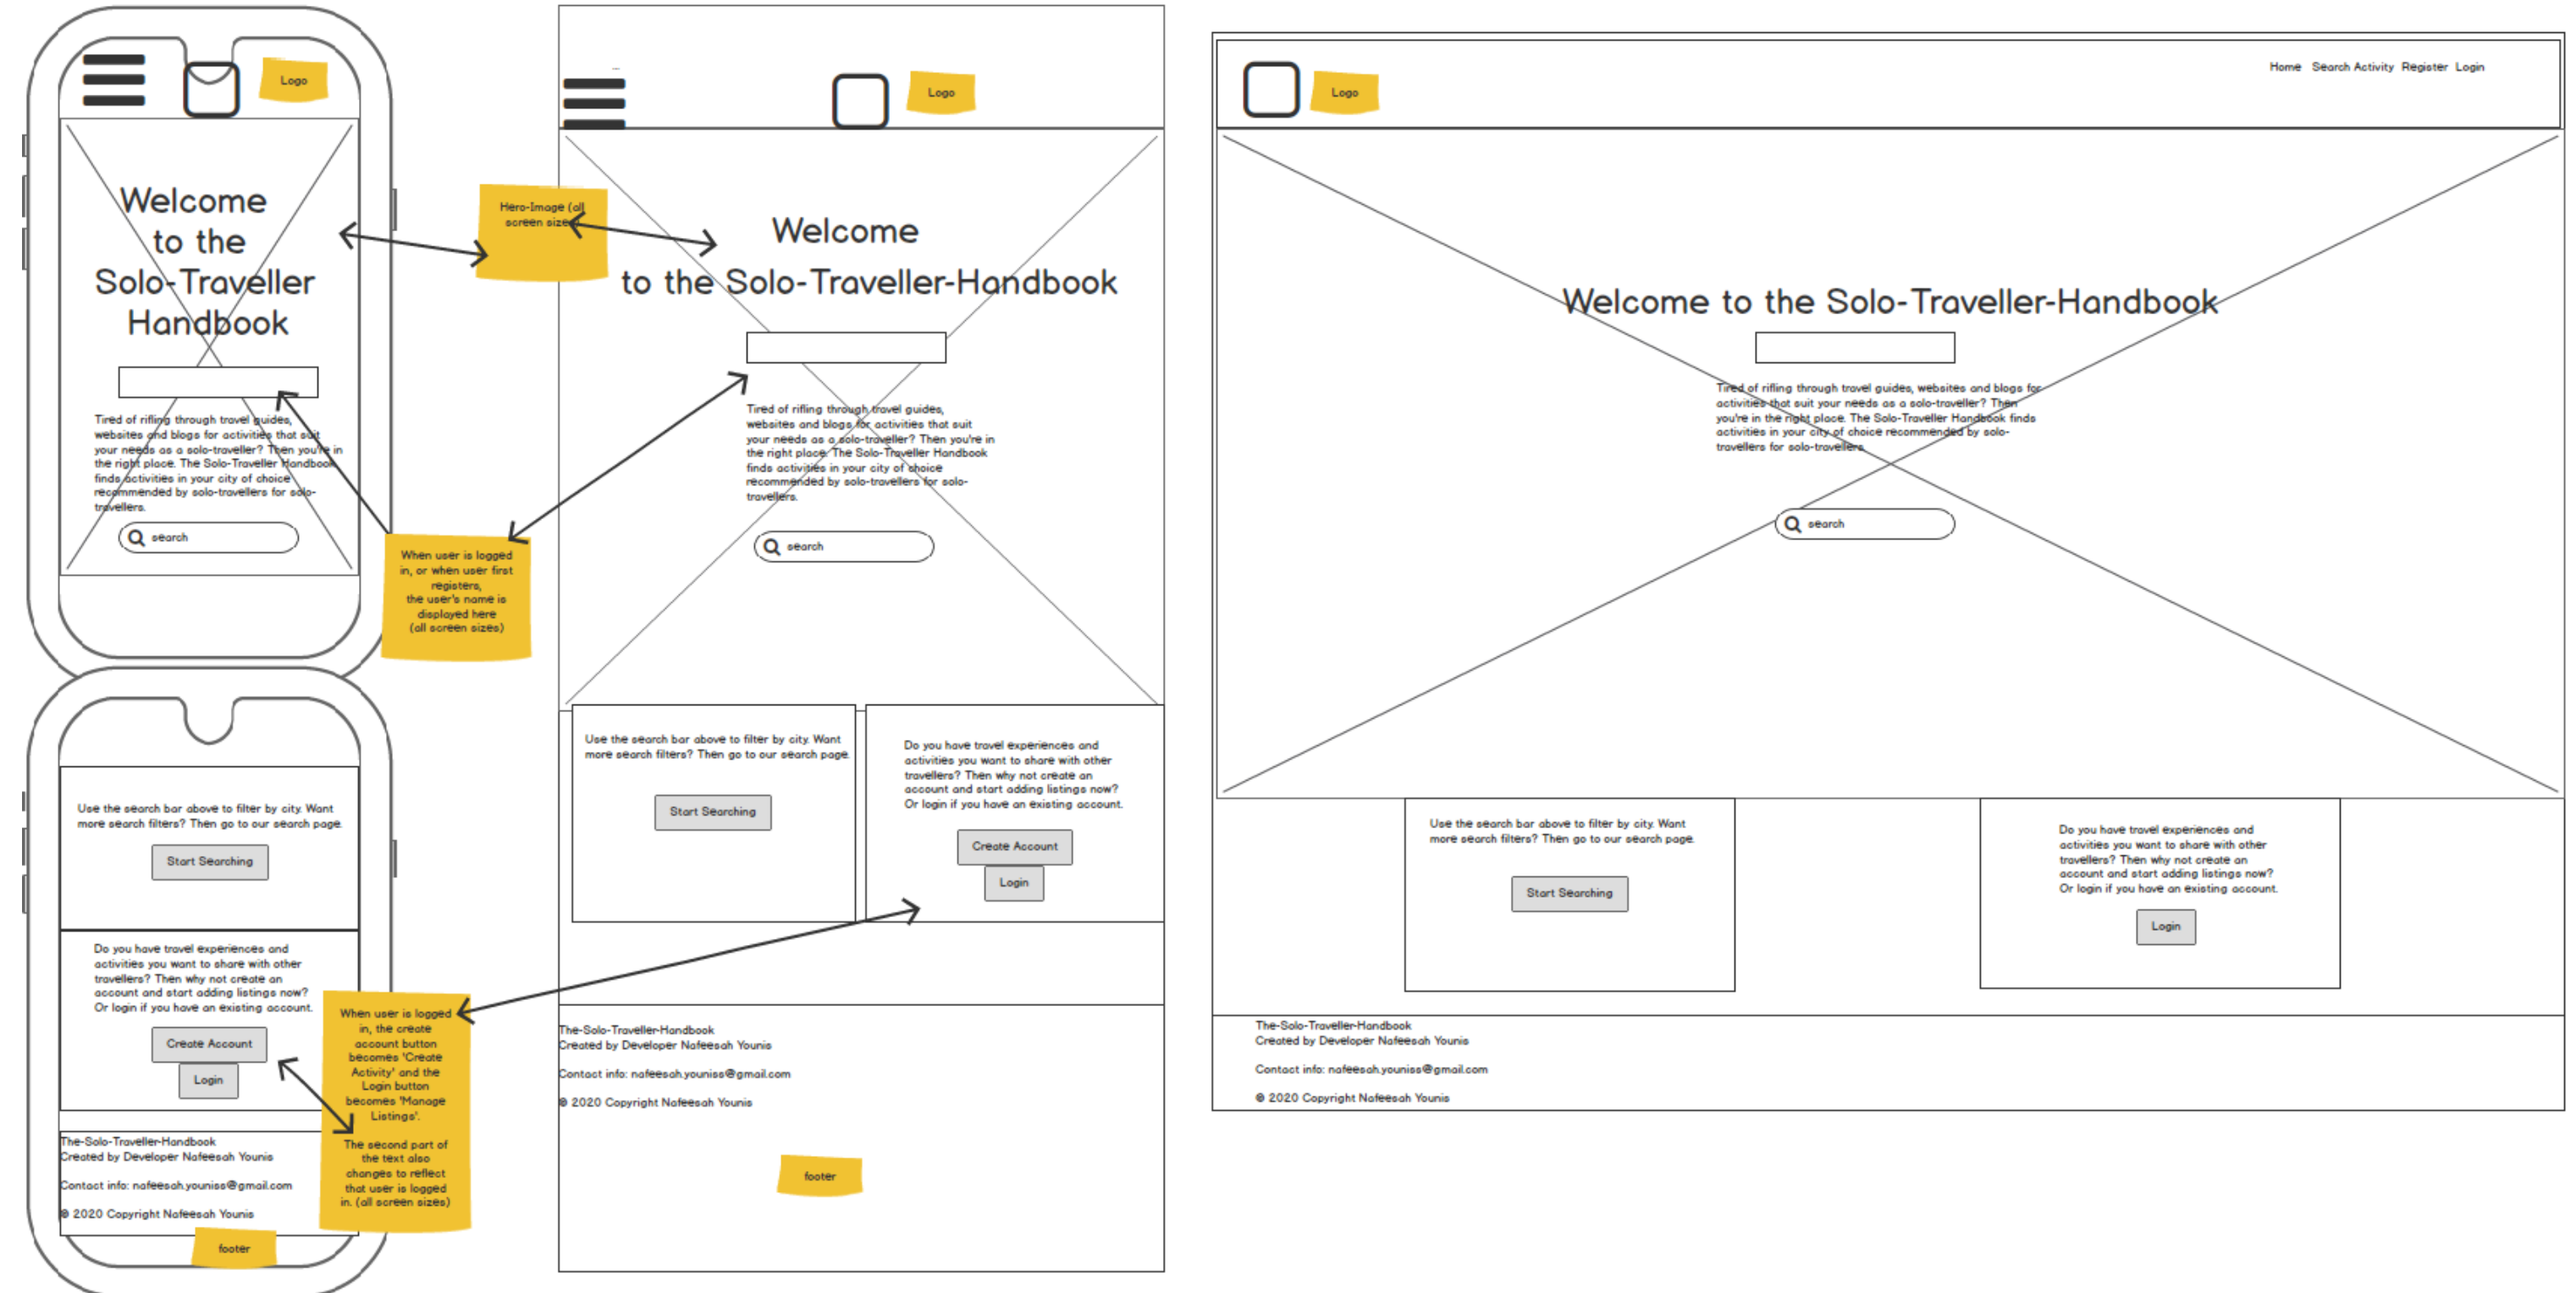 Logo
Welcome
to the
Solo-Traveller
Handbook
Tired of rifling through travel guides,
websites and blogs for activities that suit
your needs as a solo-traveller? Then you're in
the right place. The Solo-Traveller Handbook
finds activities in your city of choice
recommended by solo-travellers for solo-
travellers.
search
Use the search bar above to filter by city. Want
more search filters? Then go to our search page.
Start Searching
Do you have travel experiences and
activities you want to share with other
travellers? Then why not create an
account and start adding listings now?
Or login if you have an existing account.
Create Account
Login
The-Solo-Traveller-Handbook
Created by Developer Nafeesah Younis
Contact info: nafeesah.youniss@gmail.com
© 2020 Copyright Nafeesah Younis
footer
Hero-Image (all
screen sizes)
When user is logged
in, or when user first
registers,
the user's name is
displayed here
(all screen sizes)
When user is logged
in, the create
account button
becomes 'Create
Activity' and the
Login button
becomes 'Manage
Listings'.
The second part of
the text also
changes to reflect
that user is logged
in. (all screen sizes)
Logo
Welcome
to the Solo-Traveller-Handbook
Tired of rifling through travel guides,
websites and blogs for activities that suit
your needs as a solo-traveller? Then you're in
the right place. The Solo-Traveller Handbook
finds activities in your city of choice
recommended by solo-travellers for solo-
travellers.
search
Use the search bar above to filter by city. Want
more search filters? Then go to our search page.
Start Searching
Do you have travel experiences and
activities you want to share with other
travellers? Then why not create an
account and start adding listings now?
Or login if you have an existing account.
Create Account
Login
The-Solo-Traveller-Handbook
Created by Developer Nafeesah Younis
Contact info: nafeesah.youniss@gmail.com
© 2020 Copyright Nafeesah Younis
footer
Logo
Home Search Activity Register Login
Welcome to the Solo-Traveller-Handbook
Tired of rifling through travel guides, websites and blogs for
activities that suit your needs as a solo-traveller? Then
you're in the right place. The Solo-Traveller Handbook finds
activities in your city of choice recommended by solo-
travellers for solo-travellers.
search
Use the search bar above to filter by city. Want
more search filters? Then go to our search page.
Start Searching
Do you have travel experiences and
activities you want to share with other
travellers? Then why not create an
account and start adding listings now?
Or login if you have an existing account.
Login
The-Solo-Traveller-Handbook
Created by Developer Nafeesah Younis
Contact info: nafeesah.youniss@gmail.com
© 2020 Copyright Nafeesah Younis